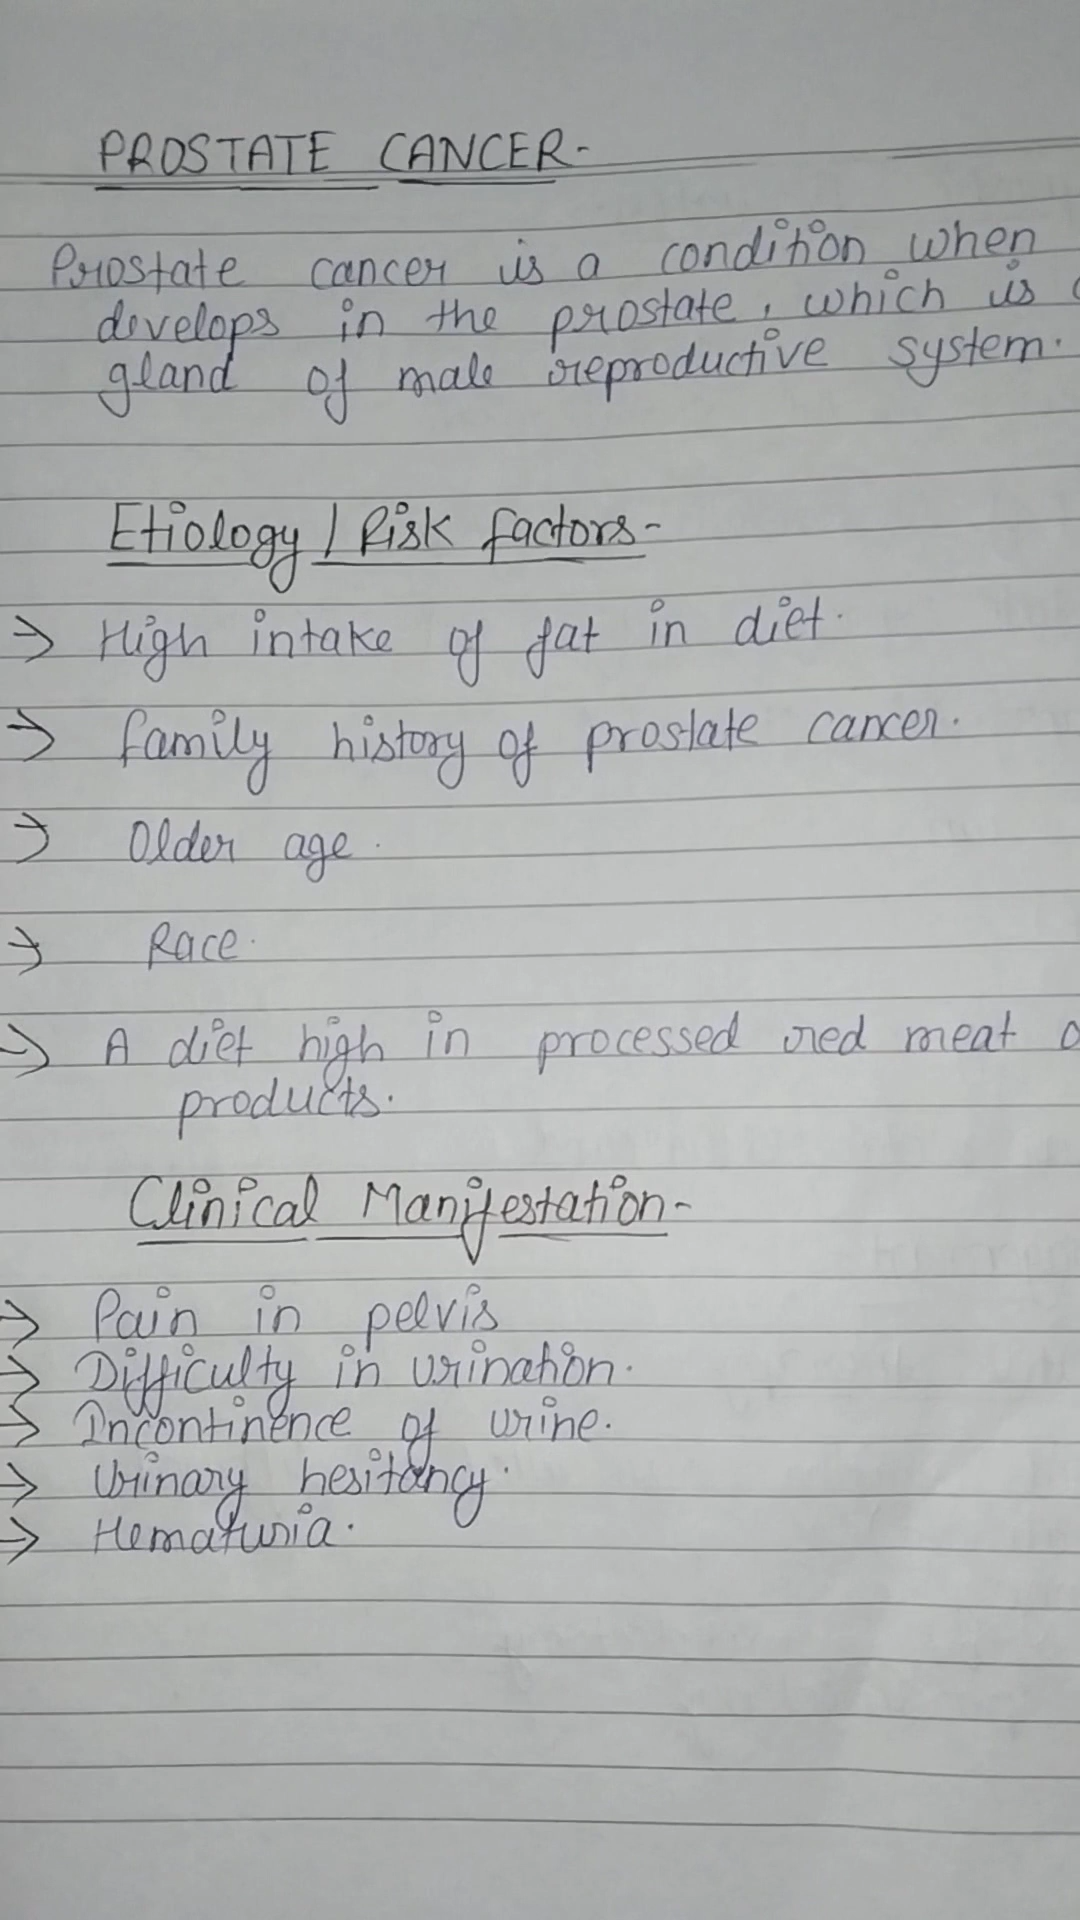 PROSTATE CANCER-
Prostate cancer is a condition when
develops in the prostate, which is
gland of male reproductive system.
Etiology / Risk factors-
→ High intake of fat in diet.
→ family history of prostate cancer.
→ Older age.
→ Race.
→ A diet high in processed red meat
products.
Clinical Manifestation-
→ Pain in pelvis
→ Difficulty in urination.
→ Incontinence of urine.
→ Urinary hesitancy.
→ Hematuria.